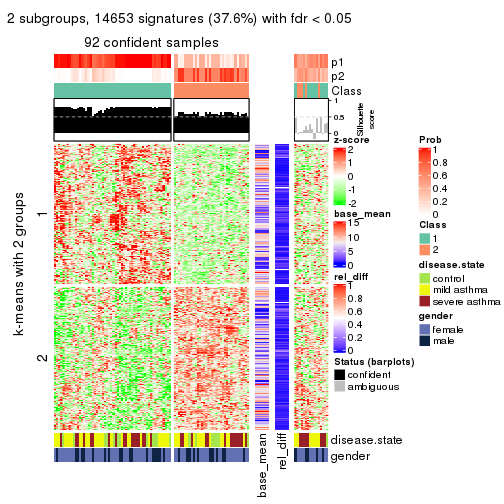 2 subgroups, 14653 signatures (37.6%) with fdr < 0.05
92 confident samples
p1
p2
Class
1
0.5
0
Silhouette
score
k-means with 2 groups
1
2
z-score
2
1
0
-1
-2
base_mean
15
10
5
0
rel_diff
1
0.8
0.6
0.4
0.2
0
Status (barplots)
confident
ambiguous
Prob
1
0.8
0.6
0.4
0.2
0
Class
1
2
disease.state
control
mild asthma
severe asthma
gender
female
male
disease.state
gender
base_mean
rel_diff